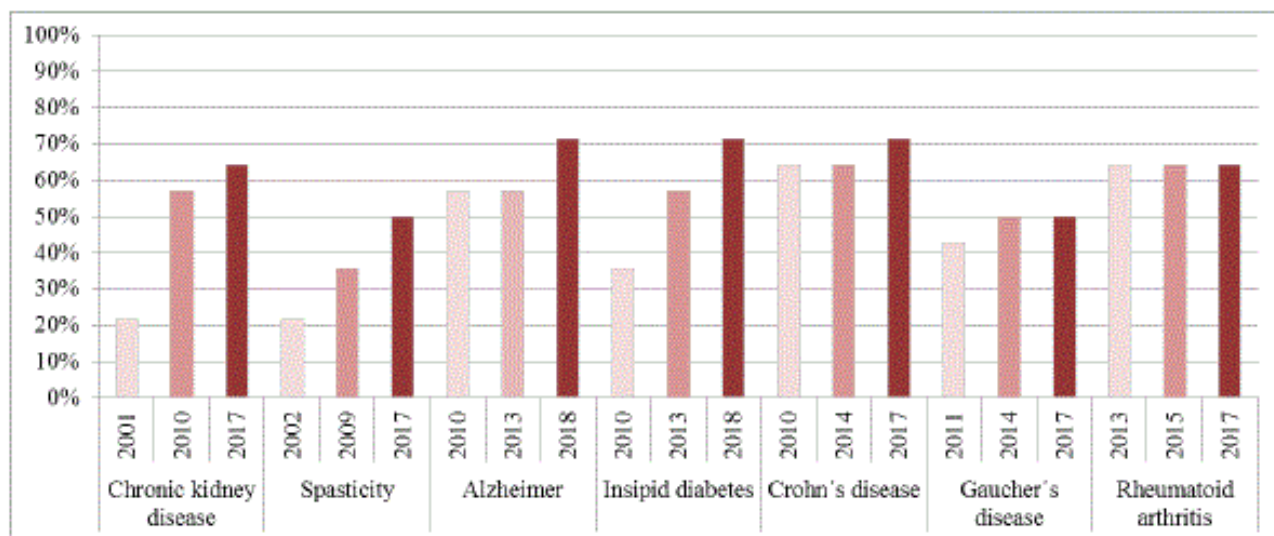 100%
90%
80%
70%
60%
50%
40%
30%
20%
10%
0%
2001 2010 2017 2002 2009 2017 2010 2013 2018 2010 2013 2018 2010 2014 2017 2011 2014 2017 2013 2015 2017
Chronic kidney disease
Spasticity
Alzheimer
Insipid diabetes
Crohn´s disease
Gaucher´s disease
Rheumatoid arthritis